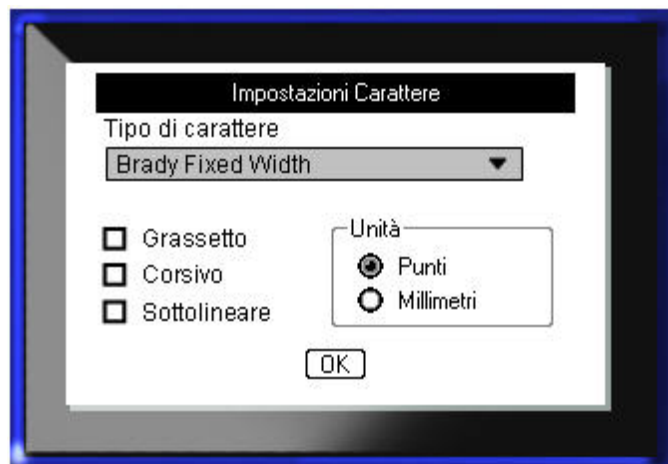 Impostazioni Carattere
Tipo di carattere
Brady Fixed Width
Grassetto
Corsivo
Sottolineare
Unità
Punti
Millimetri
OK